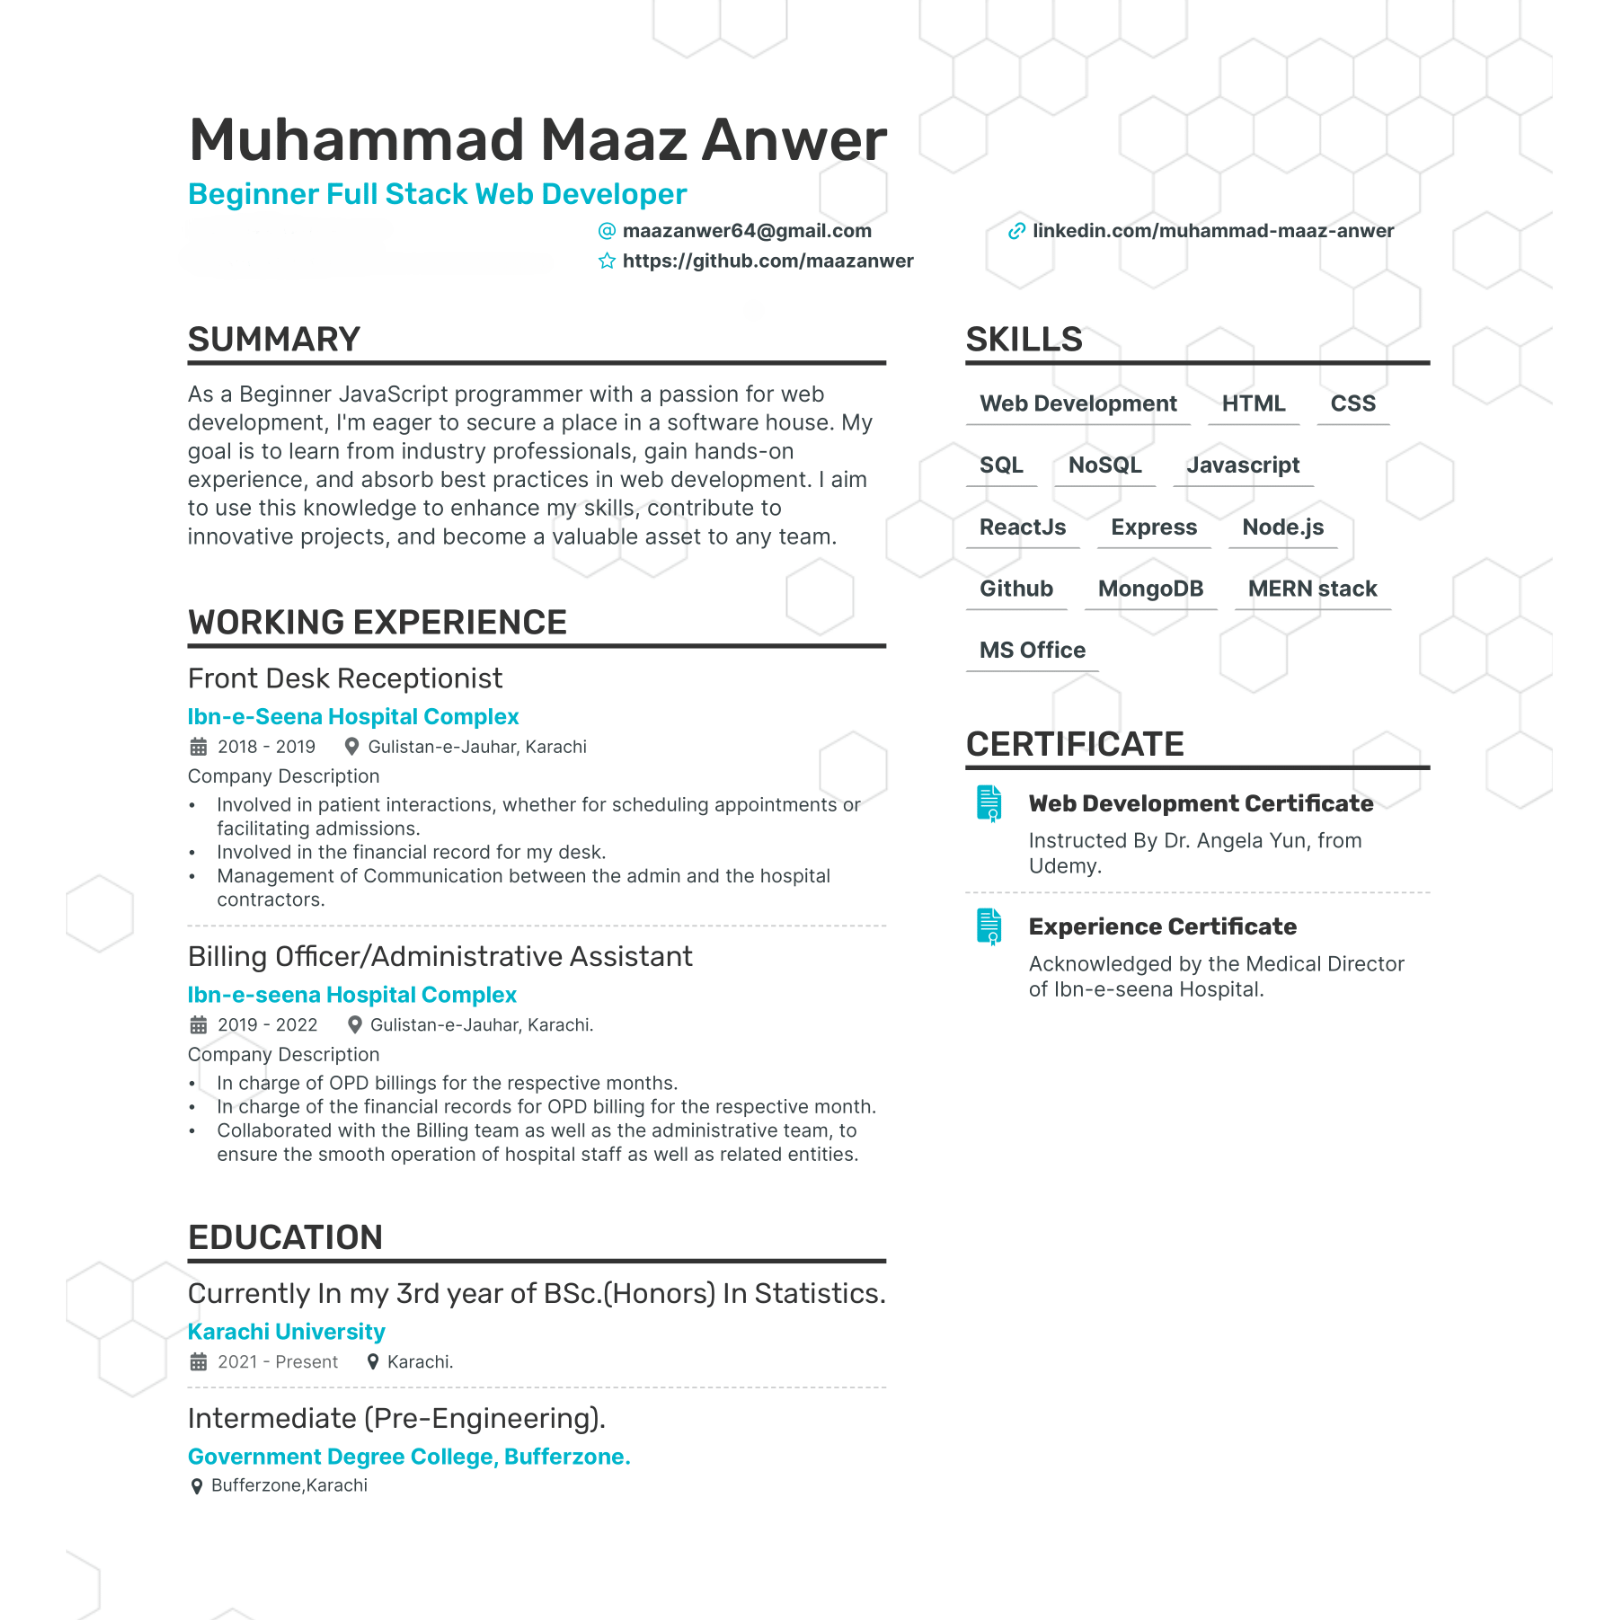 Muhammad Maaz Anwer
Beginner Full Stack Web Developer
@ maazanwer64@gmail.com
linkedin.com/muhammad-maaz-anwer
https://github.com/maazanwer
SUMMARY
As a Beginner JavaScript programmer with a passion for web
development, I'm eager to secure a place in a software house. My
goal is to learn from industry professionals, gain hands-on
experience, and absorb best practices in web development. I aim
to use this knowledge to enhance my skills, contribute to
innovative projects, and become a valuable asset to any team.
WORKING EXPERIENCE
Front Desk Receptionist
Ibn-e-Seena Hospital Complex
2018 - 2019 Gulistan-e-Jauhar, Karachi
Company Description
• Involved in patient interactions, whether for scheduling appointments or
facilitating admissions.
• Involved in the financial record for my desk.
• Management of Communication between the admin and the hospital
contractors.
Billing Officer/Administrative Assistant
Ibn-e-seena Hospital Complex
2019 - 2022 Gulistan-e-Jauhar, Karachi.
Company Description
• In charge of OPD billings for the respective months.
• In charge of the financial records for OPD billing for the respective month.
• Collaborated with the Billing team as well as the administrative team, to
ensure the smooth operation of hospital staff as well as related entities.
EDUCATION
Currently In my 3rd year of BSc.(Honors) In Statistics.
Karachi University
2021 - Present Karachi.
Intermediate (Pre-Engineering).
Government Degree College, Bufferzone.
Bufferzone,Karachi
SKILLS
Web Development HTML CSS
SQL NoSQL Javascript
ReactJs Express Node.js
Github MongoDB MERN stack
MS Office
CERTIFICATE
Web Development Certificate
Instructed By Dr. Angela Yun, from
Udemy.
Experience Certificate
Acknowledged by the Medical Director
of Ibn-e-seena Hospital.